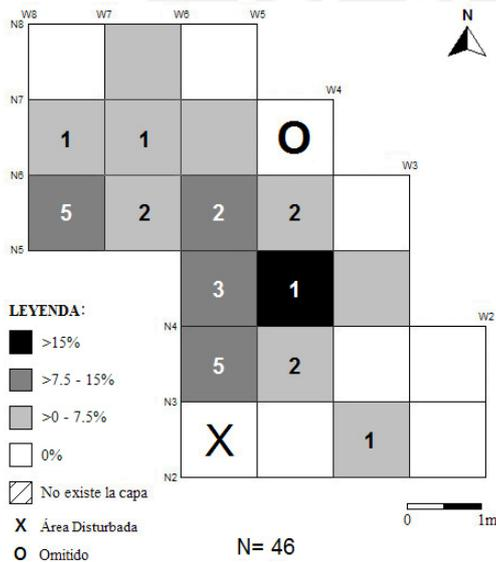 W8 W7 W6 W5
N
N8
N7
W4
1 1 O
N6
W3
5 2 2 2
N5
3 1
LEYENDA:
N4
W2
>15%
>7.5 - 15%
5 2
N3
>0 - 7.5%
X 1
0%
N2
No existe la capa
X Área Disturbada
0 1m
O Omitido
N= 46